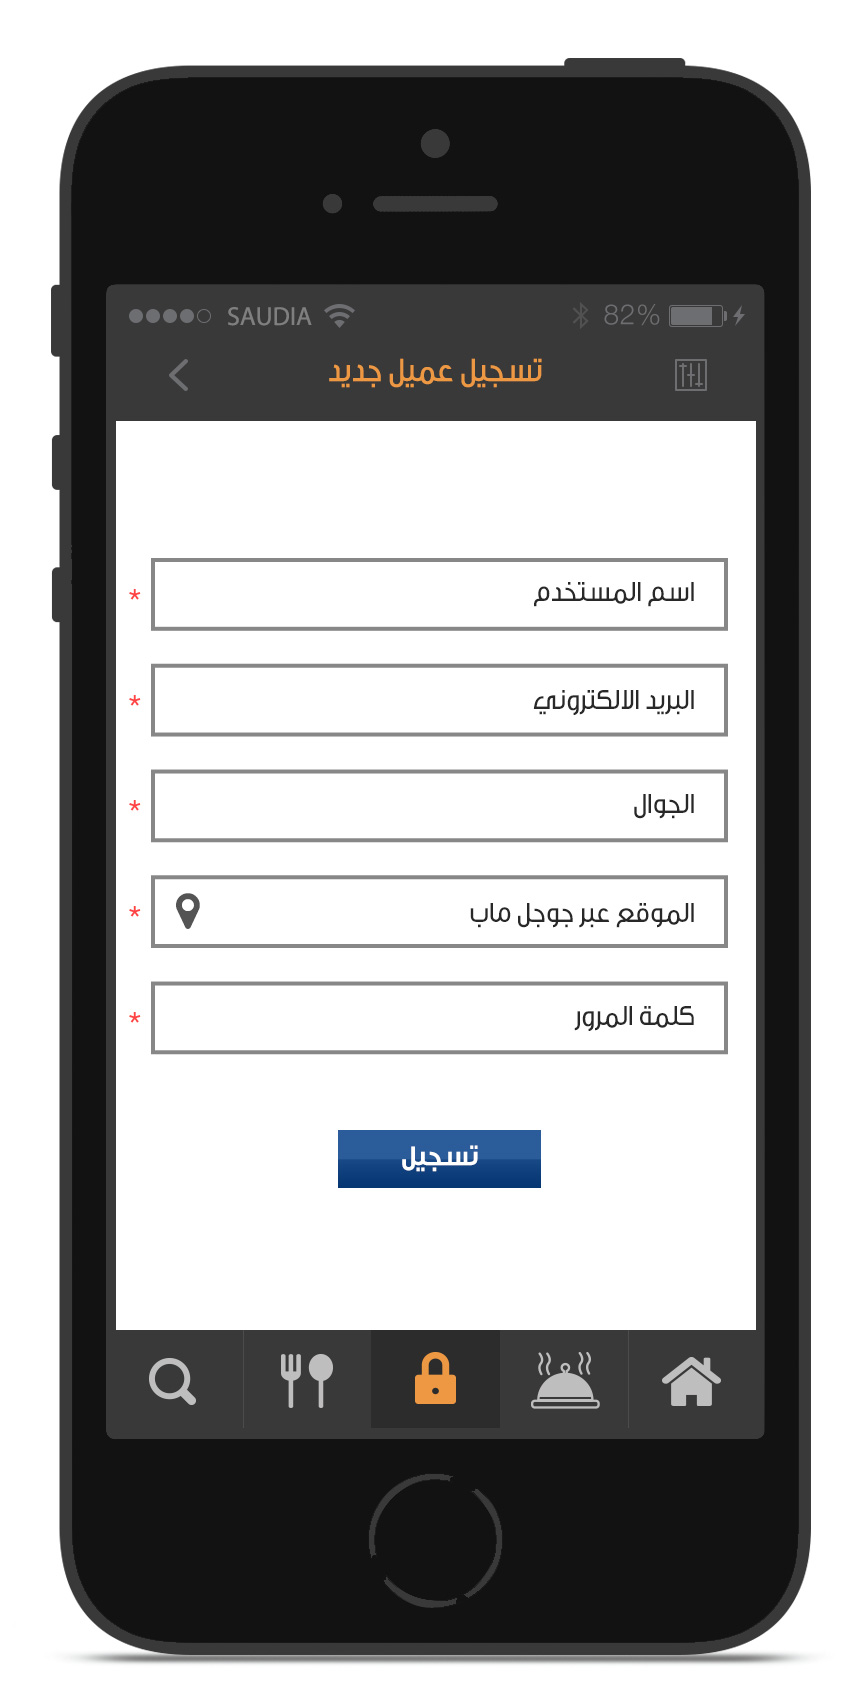 SAUDIA 82%
تسجيل عميل جديد
اسم المستخدم *
البريد الالكتروني *
الجوال *
الموقع عبر جوجل ماب *
كلمة المرور *
تسجيل